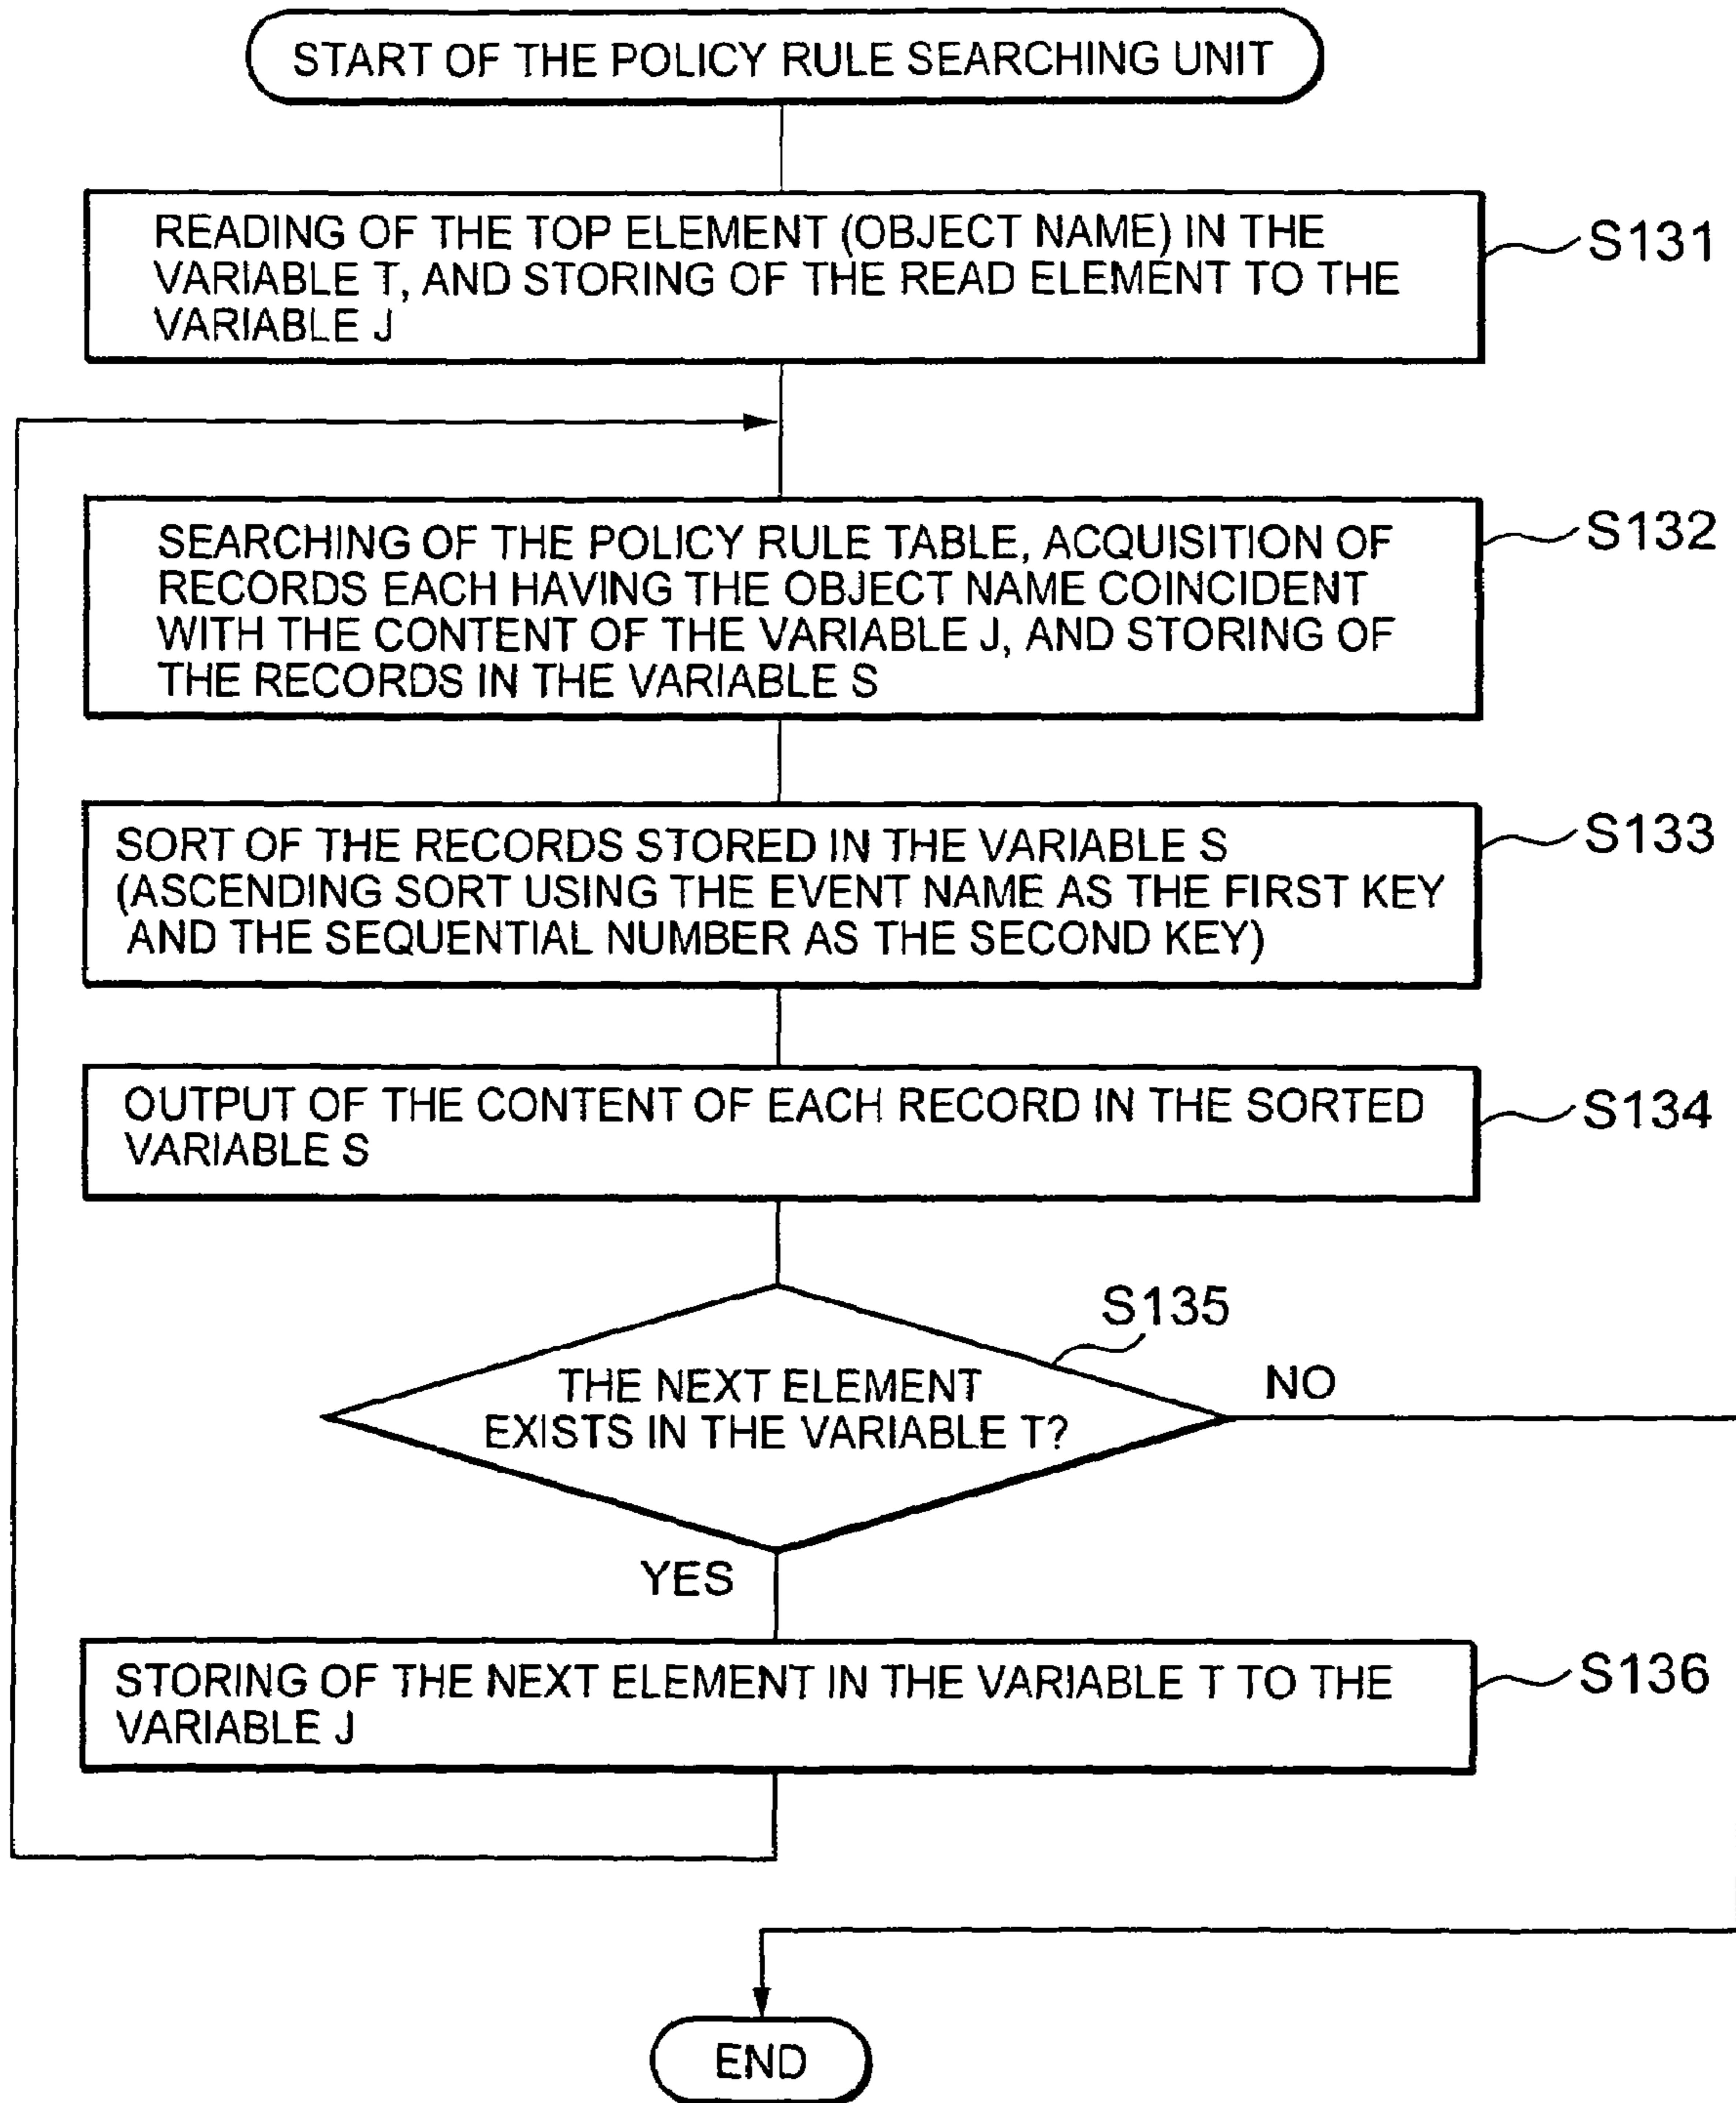 START OF THE POLICY RULE SEARCHING UNIT
READING OF THE TOP ELEMENT (OBJECT NAME) IN THE
VARIABLE T, AND STORING OF THE READ ELEMENT TO THE
VARIABLE J
S131
SEARCHING OF THE POLICY RULE TABLE, ACQUISITION OF
RECORDS EACH HAVING THE OBJECT NAME COINCIDENT
WITH THE CONTENT OF THE VARIABLE J, AND STORING OF
THE RECORDS IN THE VARIABLE S
S132
SORT OF THE RECORDS STORED IN THE VARIABLE S
(ASCENDING SORT USING THE EVENT NAME AS THE FIRST KEY
AND THE SEQUENTIAL NUMBER AS THE SECOND KEY)
S133
OUTPUT OF THE CONTENT OF EACH RECORD IN THE SORTED
VARIABLE S
S134
S135
THE NEXT ELEMENT
EXISTS IN THE VARIABLE T?
NO
YES
STORING OF THE NEXT ELEMENT IN THE VARIABLE T TO THE
VARIABLE J
S136
END